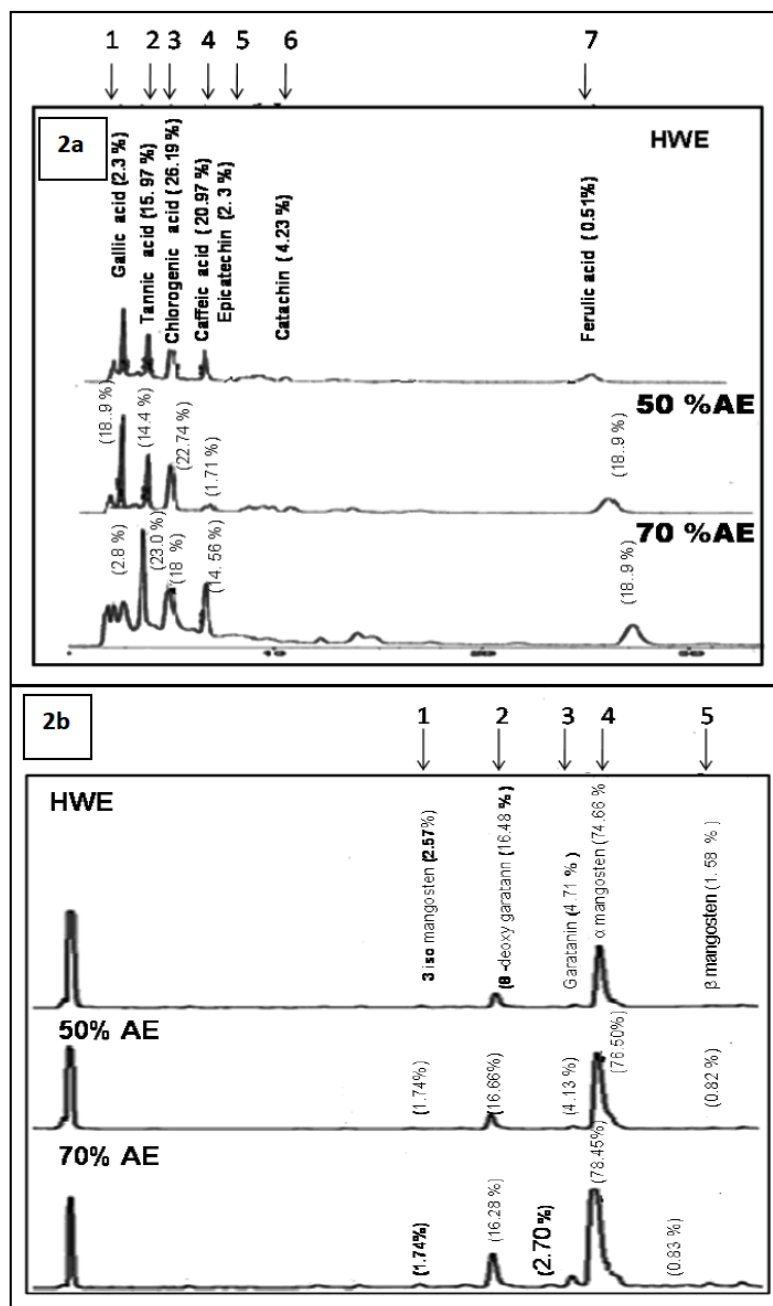 1 2 3 4 5 6 7
2a
HWE
Gallic acid (2.3 %)
Tannic acid (15.97 %)
Chlorogenic acid ( 26.19 %)
Caffeic acid ( 20.97 %)
Epicatechin (2. 3 %)
Catachin ( 4.23 %)
Ferulic acid ( 0.51%)
50 %AE
(18..9 %)
(14.4 %)
(22.74 %)
(1.71 %)
(18..9 %)
70 %AE
(2.8 %)
(23.0 %)
(18 %)
(14. 56 %)
(18..9 %)
10
20
30
2b
1 2 3 4 5
HWE
3 iso mangosten (2.57%)
(8 -deoxy garatann (16.48 %)
Garatanin (4.71 %)
α mangosten (74.66 %
β mangosten (1. 58 % )
50% AE
(1.74%)
(16.66%)
(4.13 %)
(76.50%)
(0.82 %)
70% AE
(1.74%)
(16.28 %)
(2.70 %)
(78.45%)
(0.83 %)